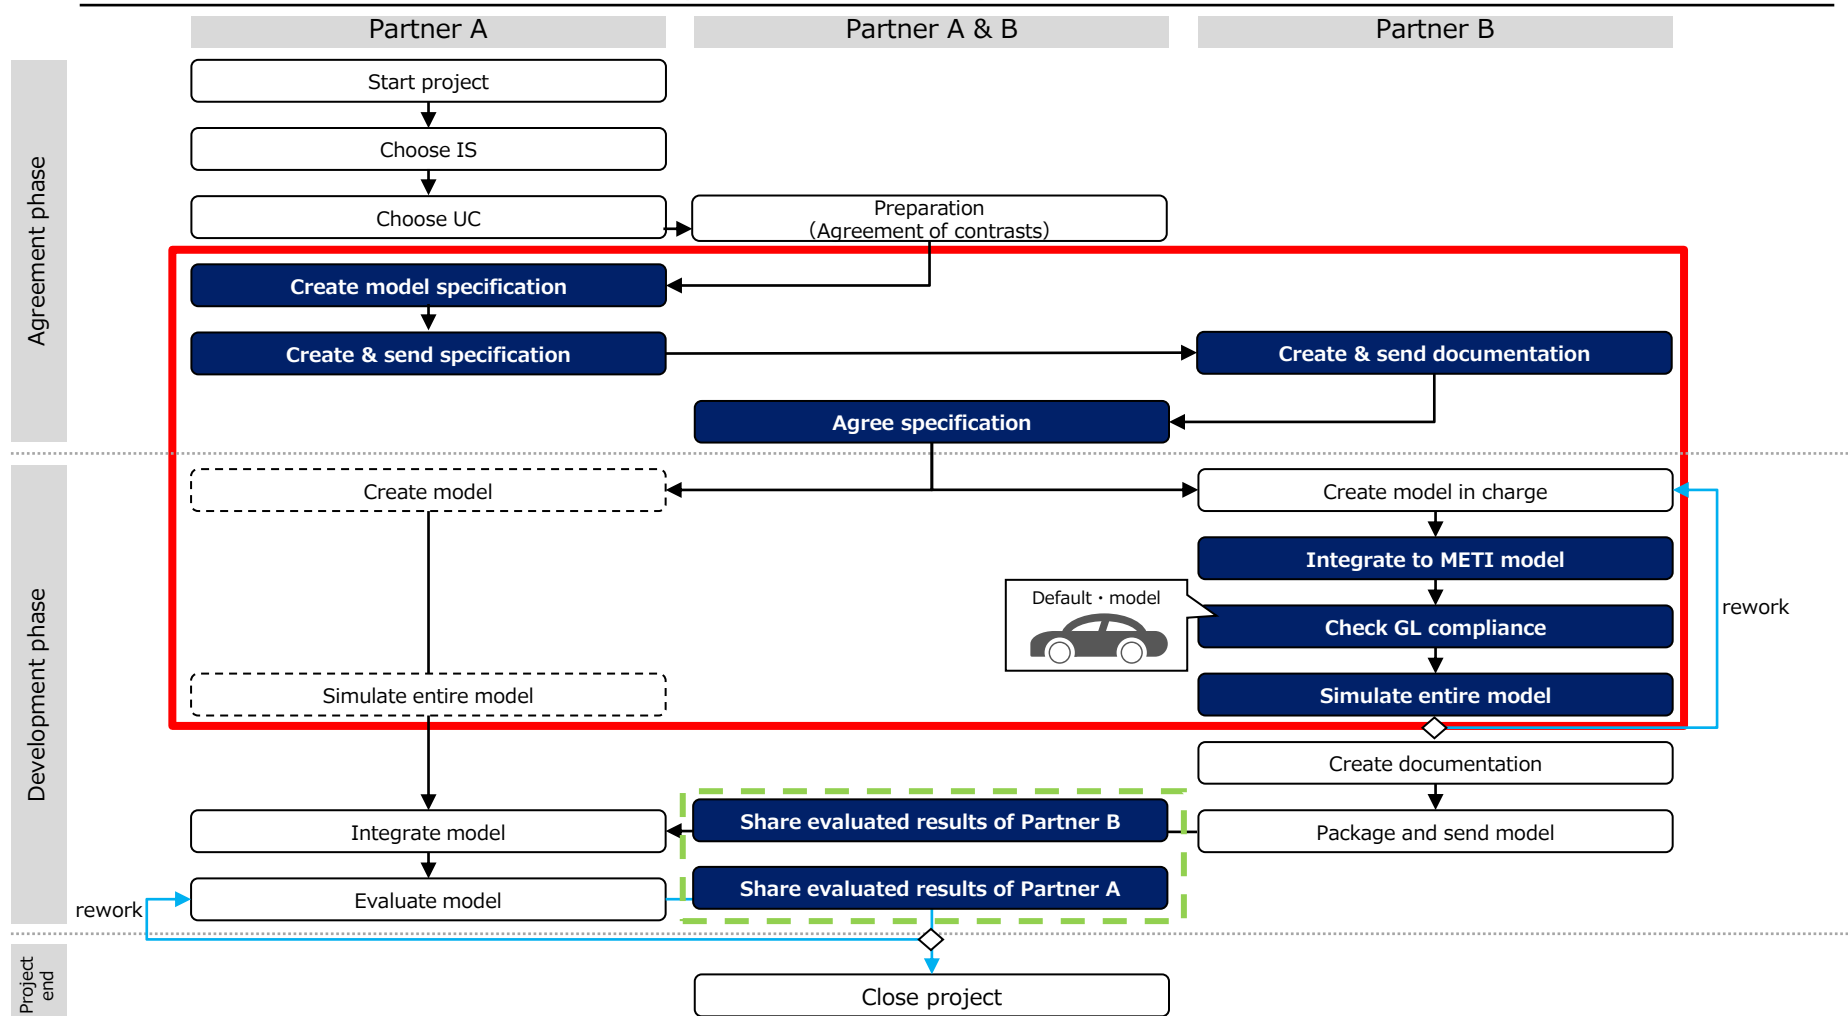 Partner A
Partner A & B
Partner B
Agreement phase
Start project
Choose IS
Choose UC
Preparation
(Agreement of contrasts)
Create model specification
Create & send specification
Create & send documentation
Agree specification
Development phase
Create model
Create model in charge
Integrate to METI model
Default・model
Check GL compliance
rework
Simulate entire model
Simulate entire model
Create documentation
Integrate model
Share evaluated results of Partner B
Package and send model
Evaluate model
Share evaluated results of Partner A
rework
Project
end
Close project